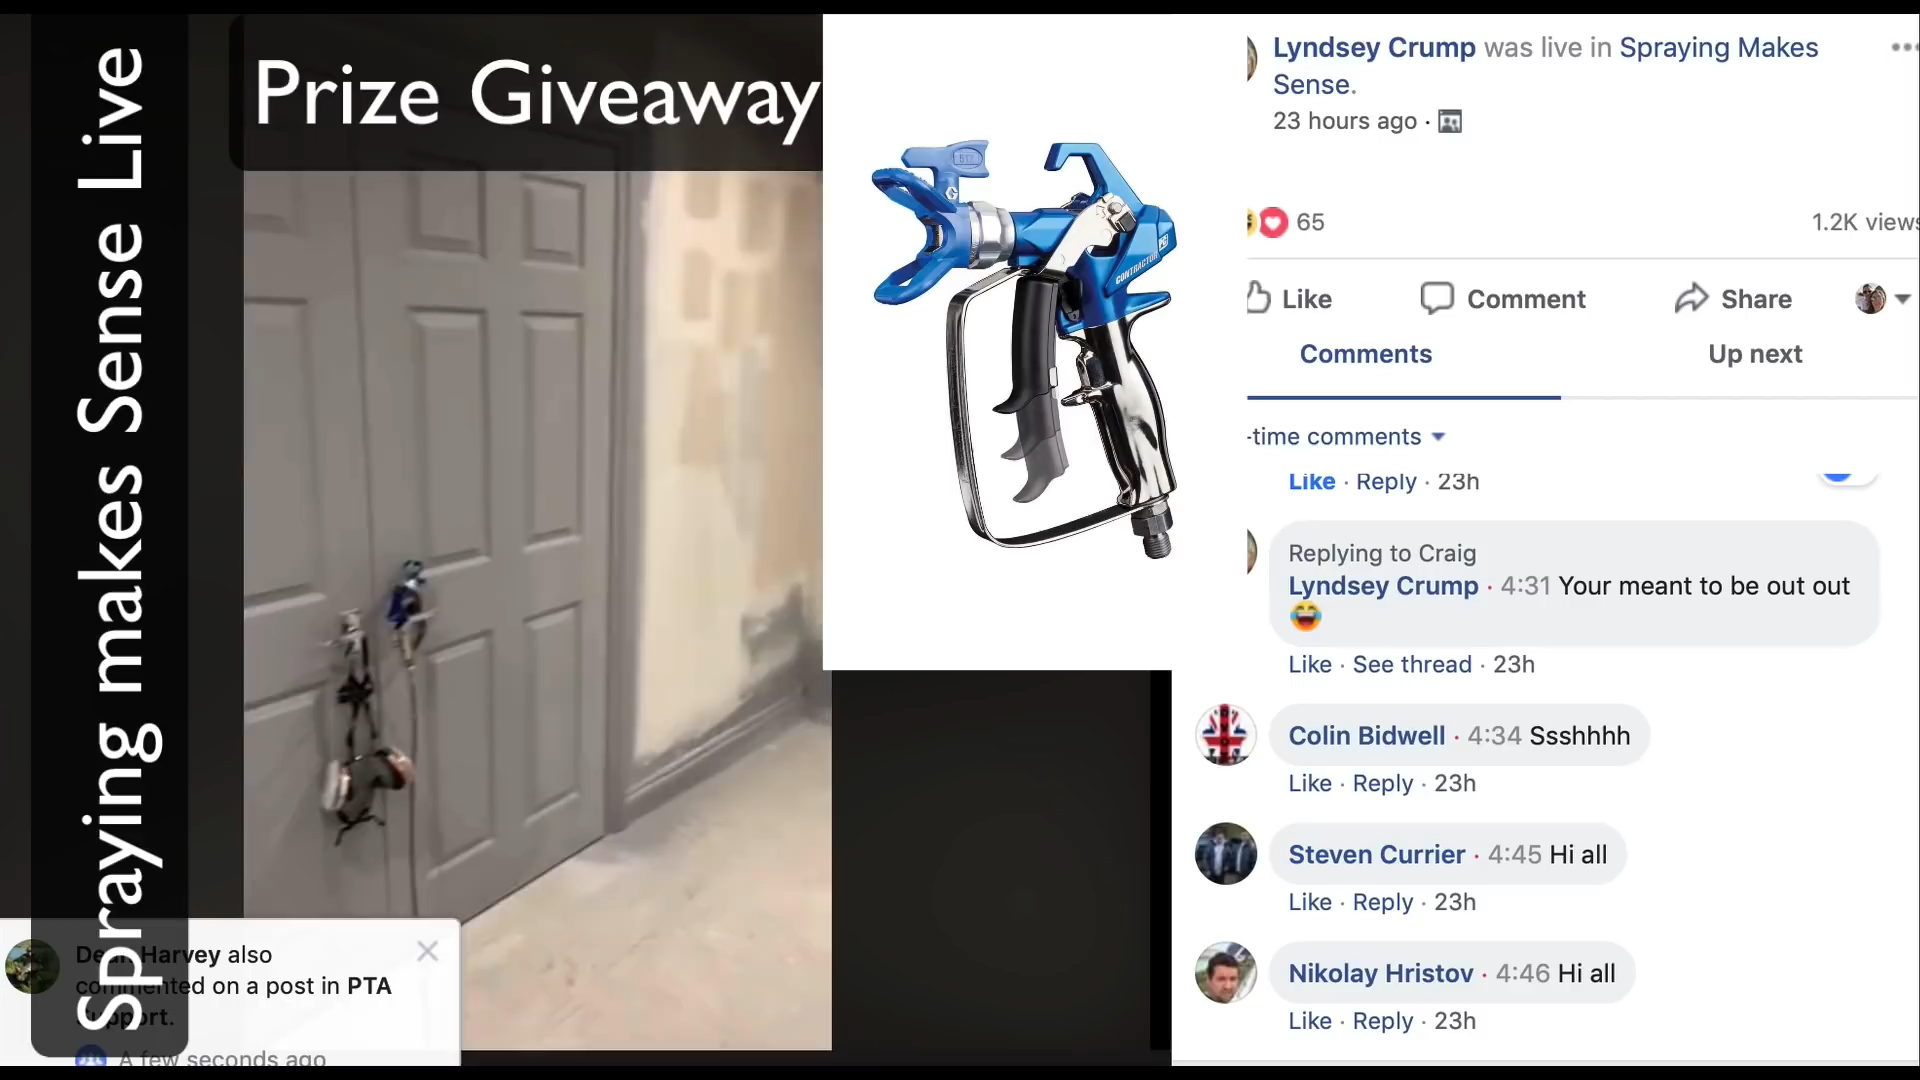 Spraying makes Sense Live
Prize Giveaway
517
CONTRACTOR PC
Lyndsey Crump was live in Spraying Makes
Sense.
23 hours ago ·
65
1.2K views
Like
Comment
Share
Comments
Up next
-time comments
Like · Reply · 23h
Replying to Craig
Lyndsey Crump · 4:31 Your meant to be out out
😂
Like · See thread · 23h
Colin Bidwell · 4:34 Ssshhhh
Like · Reply · 23h
Steven Currier · 4:45 Hi all
Like · Reply · 23h
Nikolay Hristov · 4:46 Hi all
Like · Reply · 23h
Harvey also
commented on a post in PTA
Support.
A few seconds ago